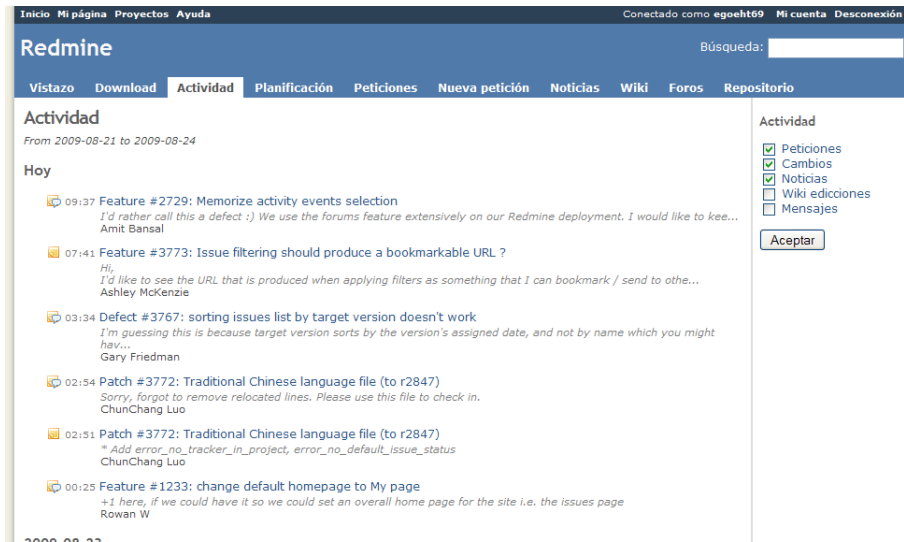 Inicio Mi página Proyectos Ayuda Conectado como egoeht69 Mi cuenta Desconexión
Redmine Búsqueda:
Vistazo Download Actividad Planificación Peticiones Nueva petición Noticias Wiki Foros Repositorio
Actividad
From 2009-08-21 to 2009-08-24
Hoy
09:37 Feature #2729: Memorize activity events selection
I'd rather call this a defect :) We use the forums feature extensively on our Redmine deployment. I would like to kee...
Amit Bansal
07:41 Feature #3773: Issue filtering should produce a bookmarkable URL ?
Hi,
I'd like to see the URL that is produced when applying filters as something that I can bookmark / send to othe...
Ashley McKenzie
03:34 Defect #3767: sorting issues list by target version doesn't work
I'm guessing this is because target version sorts by the version's assigned date, and not by name which you might
hav...
Gary Friedman
02:54 Patch #3772: Traditional Chinese language file (to r2847)
Sorry, forgot to remove relocated lines. Please use this file to check in.
ChunChang Luo
02:51 Patch #3772: Traditional Chinese language file (to r2847)
* Add error_no_tracker_in_project, error_no_default_issue_status
ChunChang Luo
00:25 Feature #1233: change default homepage to My page
+1 here, if we could have it so we could set an overall home page for the site i.e. the issues page
Rowan W
2009-08-23
Actividad
Peticiones
Cambios
Noticias
Wiki edicciones
Mensajes
Aceptar